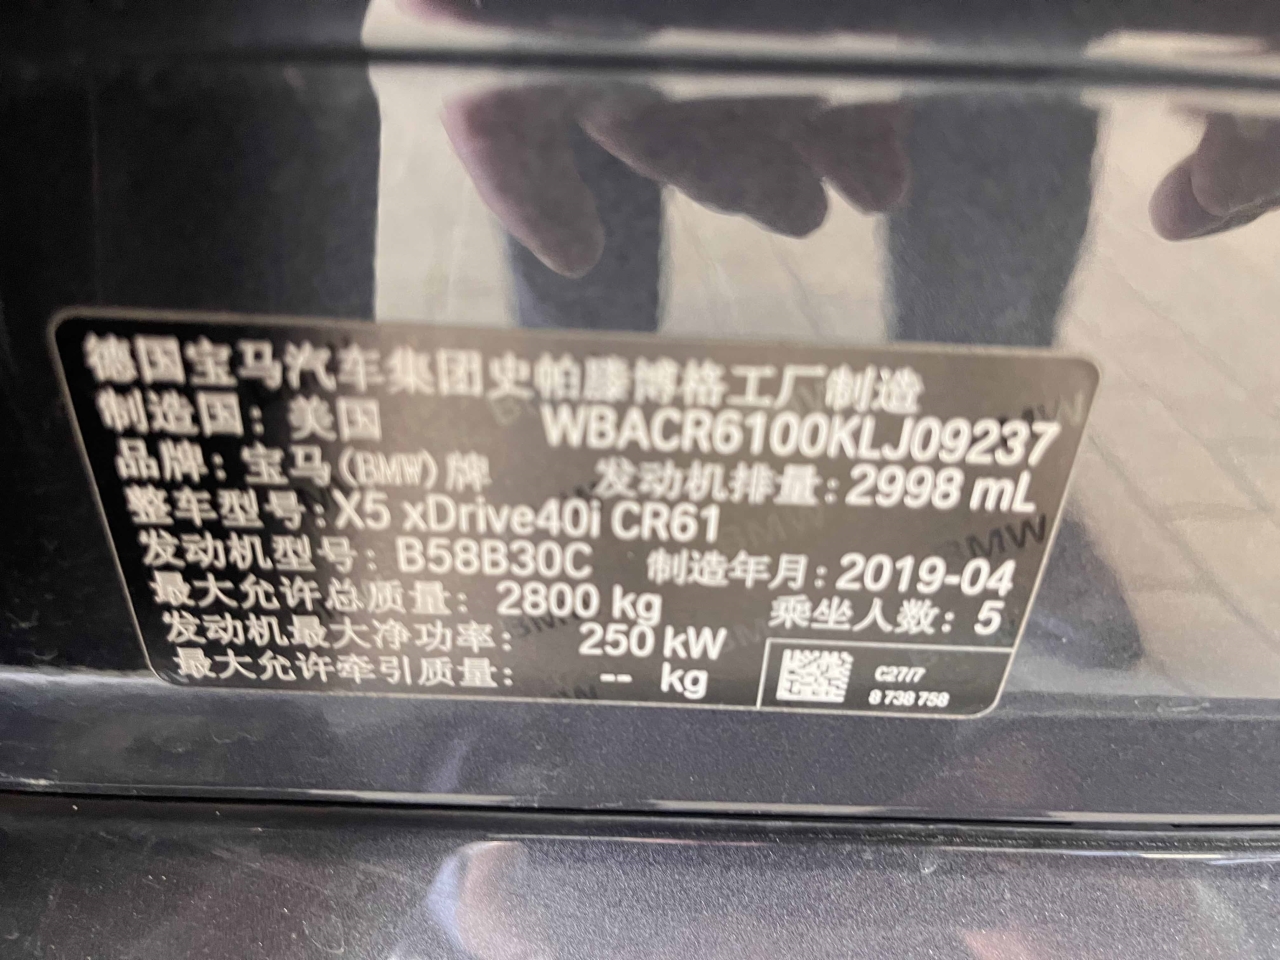 德国宝马汽车集团史帕滕博格工厂制造
制造国：美国 WBACR6100KLJ09237
品牌：宝马(BMW)牌 发动机排量：2998 mL
整车型号：X5 xDrive40i CR61
发动机型号：B58B30C 制造年月：2019-04
最大允许总质量：2800 kg 乘坐人数：5
发动机最大净功率：250 kW
最大允许牵引质量：-- kg
C27/7
8 738 758